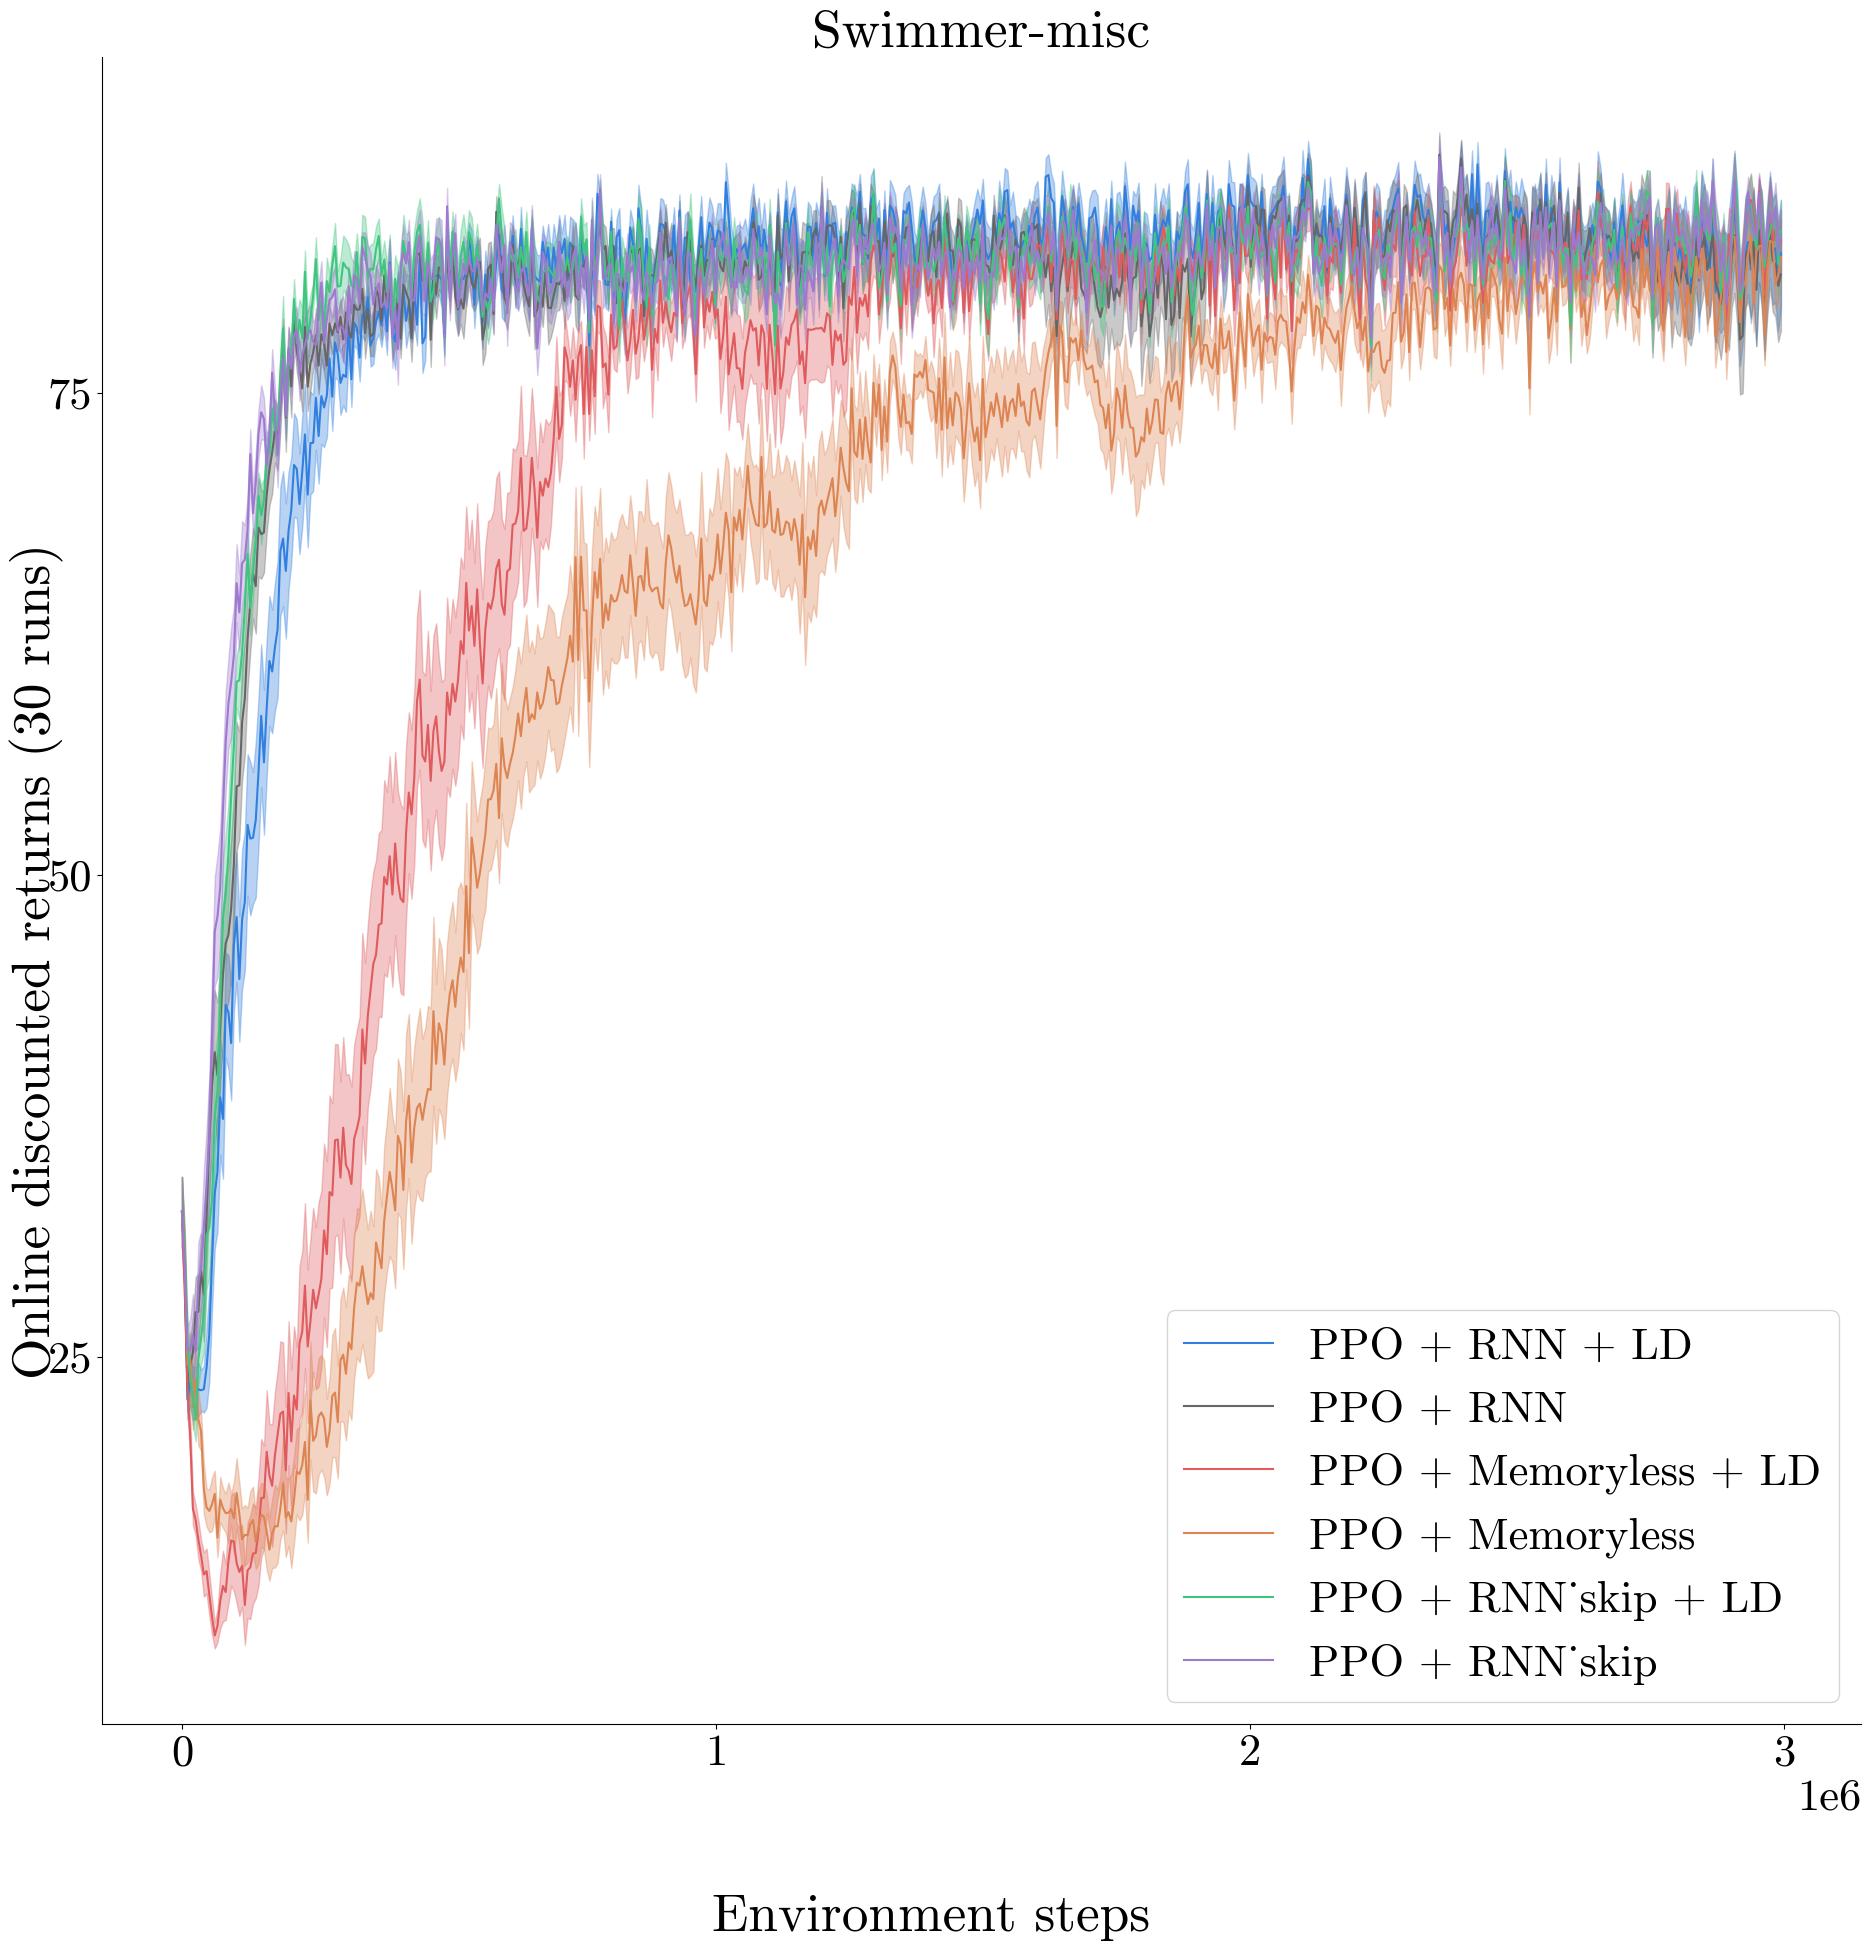 Swimmer-misc
Online discounted returns (30 runs)
75
50
25
PPO + RNN + LD
PPO + RNN
PPO + Memoryless + LD
PPO + Memoryless
PPO + RNN˙skip + LD
PPO + RNN˙skip
0 1 2 3
1e6
Environment steps